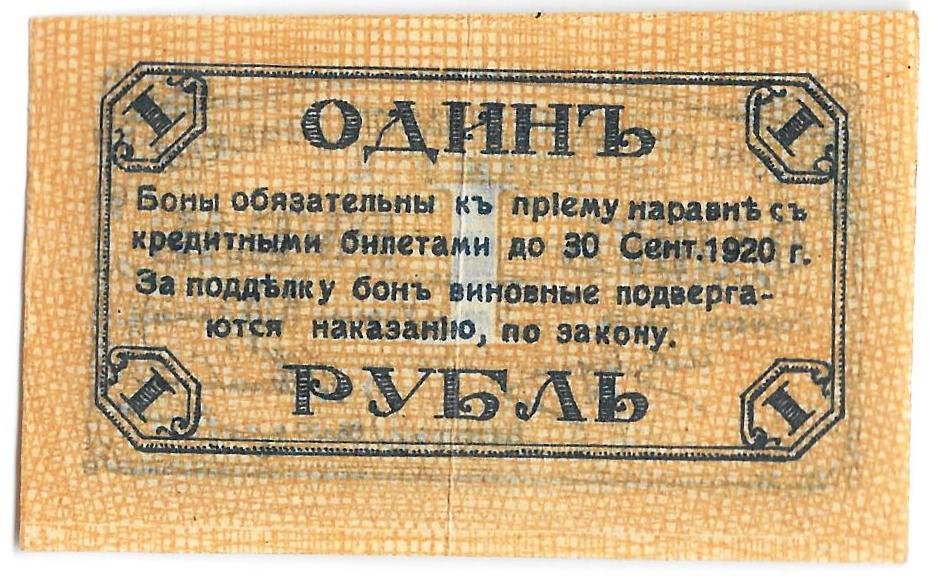 I I
ОДИНЪ
Боны обязательны къ пріему наравнѣ съ
кредитными билетами до 30 Сент. 1920 г.
За поддѣлку бонъ виновные подверга-
ются наказанію, по закону.
I
РУБЛЬ
I I